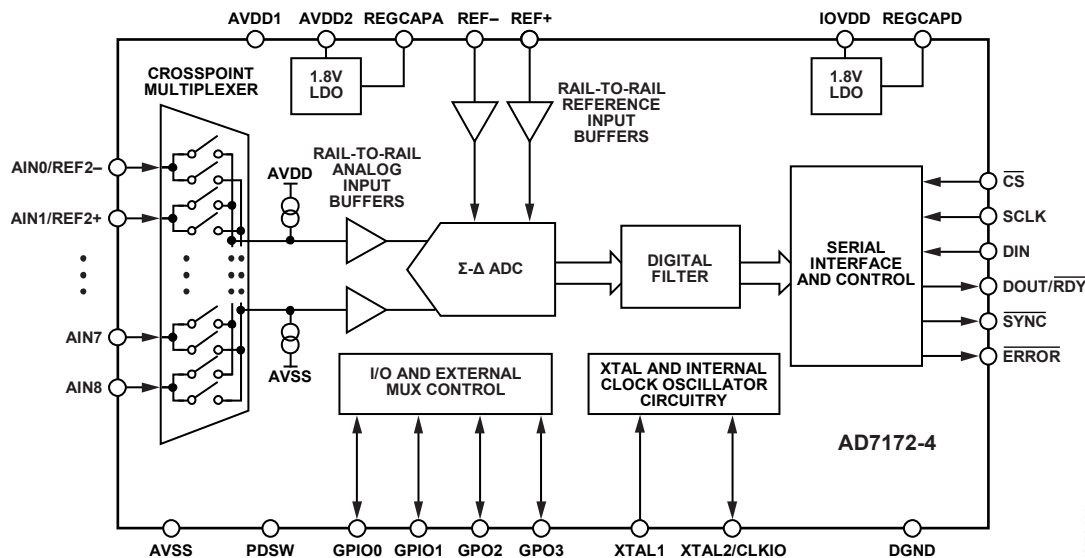 AVDD1 AVDD2 REGCAPA REF– REF+ IOVDD REGCAPD
CROSSPOINT
MULTIPLEXER
1.8V
LDO
1.8V
LDO
RAIL-TO-RAIL
REFERENCE
INPUT
BUFFERS
RAIL-TO-RAIL
ANALOG
INPUT
BUFFERS
AVDD
AIN0/REF2–
AIN1/REF2+
AIN7
AIN8
AVSS
Σ-Δ ADC
DIGITAL
FILTER
SERIAL
INTERFACE
AND CONTROL
CS
SCLK
DIN
DOUT/RDY
SYNC
ERROR
I/O AND EXTERNAL
MUX CONTROL
XTAL AND INTERNAL
CLOCK OSCILLATOR
CIRCUITRY
AD7172-4
AVSS PDSW GPIO0 GPIO1 GPO2 GPO3 XTAL1 XTAL2/CLKIO DGND